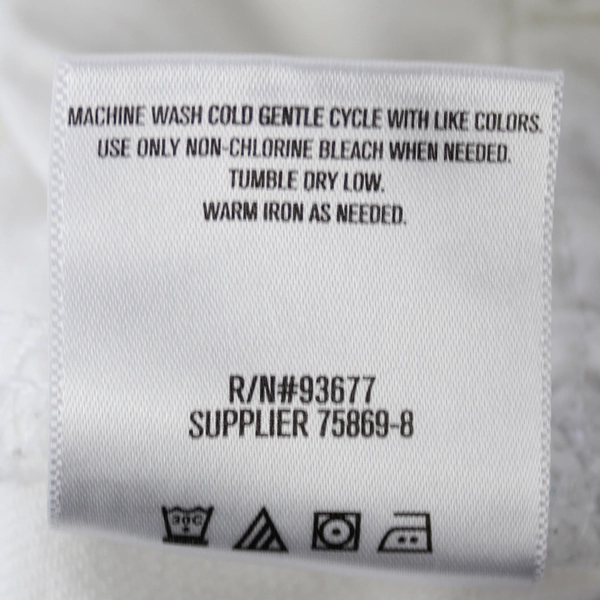 MACHINE WASH COLD GENTLE CYCLE WITH LIKE COLORS.
USE ONLY NON-CHLORINE BLEACH WHEN NEEDED.
TUMBLE DRY LOW.
WARM IRON AS NEEDED.
R/N#93677
SUPPLIER 75869-8
30C